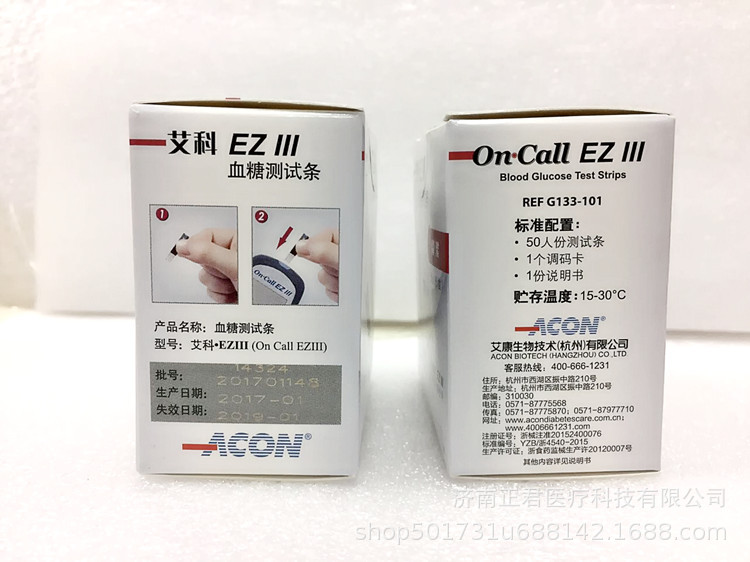 艾科 EZ III
血糖测试条
1
2
On·Call EZ III
产品名称：血糖测试条
型号：艾科•EZIII (On Call EZIII)
14324
批号：201701148
生产日期：2017-01
失效日期：2019-01
ACON®
On·Call EZ III
Blood Glucose Test Strips
REF G133-101
标准配置：
· 50人份测试条
· 1个调码卡
· 1份说明书
贮存温度：15-30°C
ACON®
艾康生物技术(杭州)有限公司
ACON BIOTECH (HANGZHOU) CO.,LTD
客服热线：400-666-1231
住所：杭州市西湖区振中路210号
生产地址：杭州市西湖区振中路210号
邮编：310030
电话：0571-87775568
传真：0571-87775870; 0571-87977710
网址：www.acondiabetescare.com.cn,
www.4006661231.com
注册证号：浙械注准20152400076
标准编号：YZB/浙4540-2015
生产许可证：浙食药监械生产许20120007号
其他内容详见说明书
济南正君医疗科技有限公司
shop501731u688142.1688.com